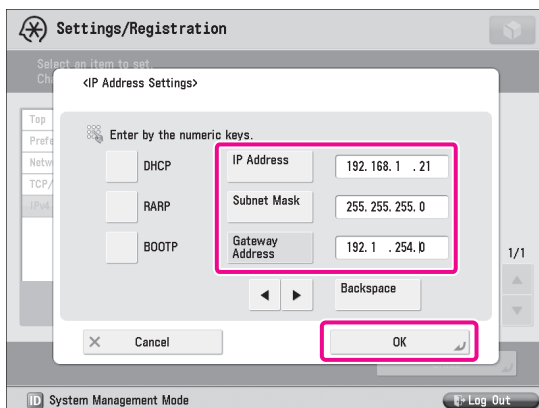 Settings/Registration
Select an item to set.
<IP Address Settings>
Top
Enter by the numeric keys.
DHCP
IP Address
192. 168. 1 . 21
RARP
Subnet Mask
255. 255. 255. 0
BOOTP
Gateway
Address
192. 1 . 254. 0
1/1
Backspace
Cancel
OK
ID System Management Mode
Log Out